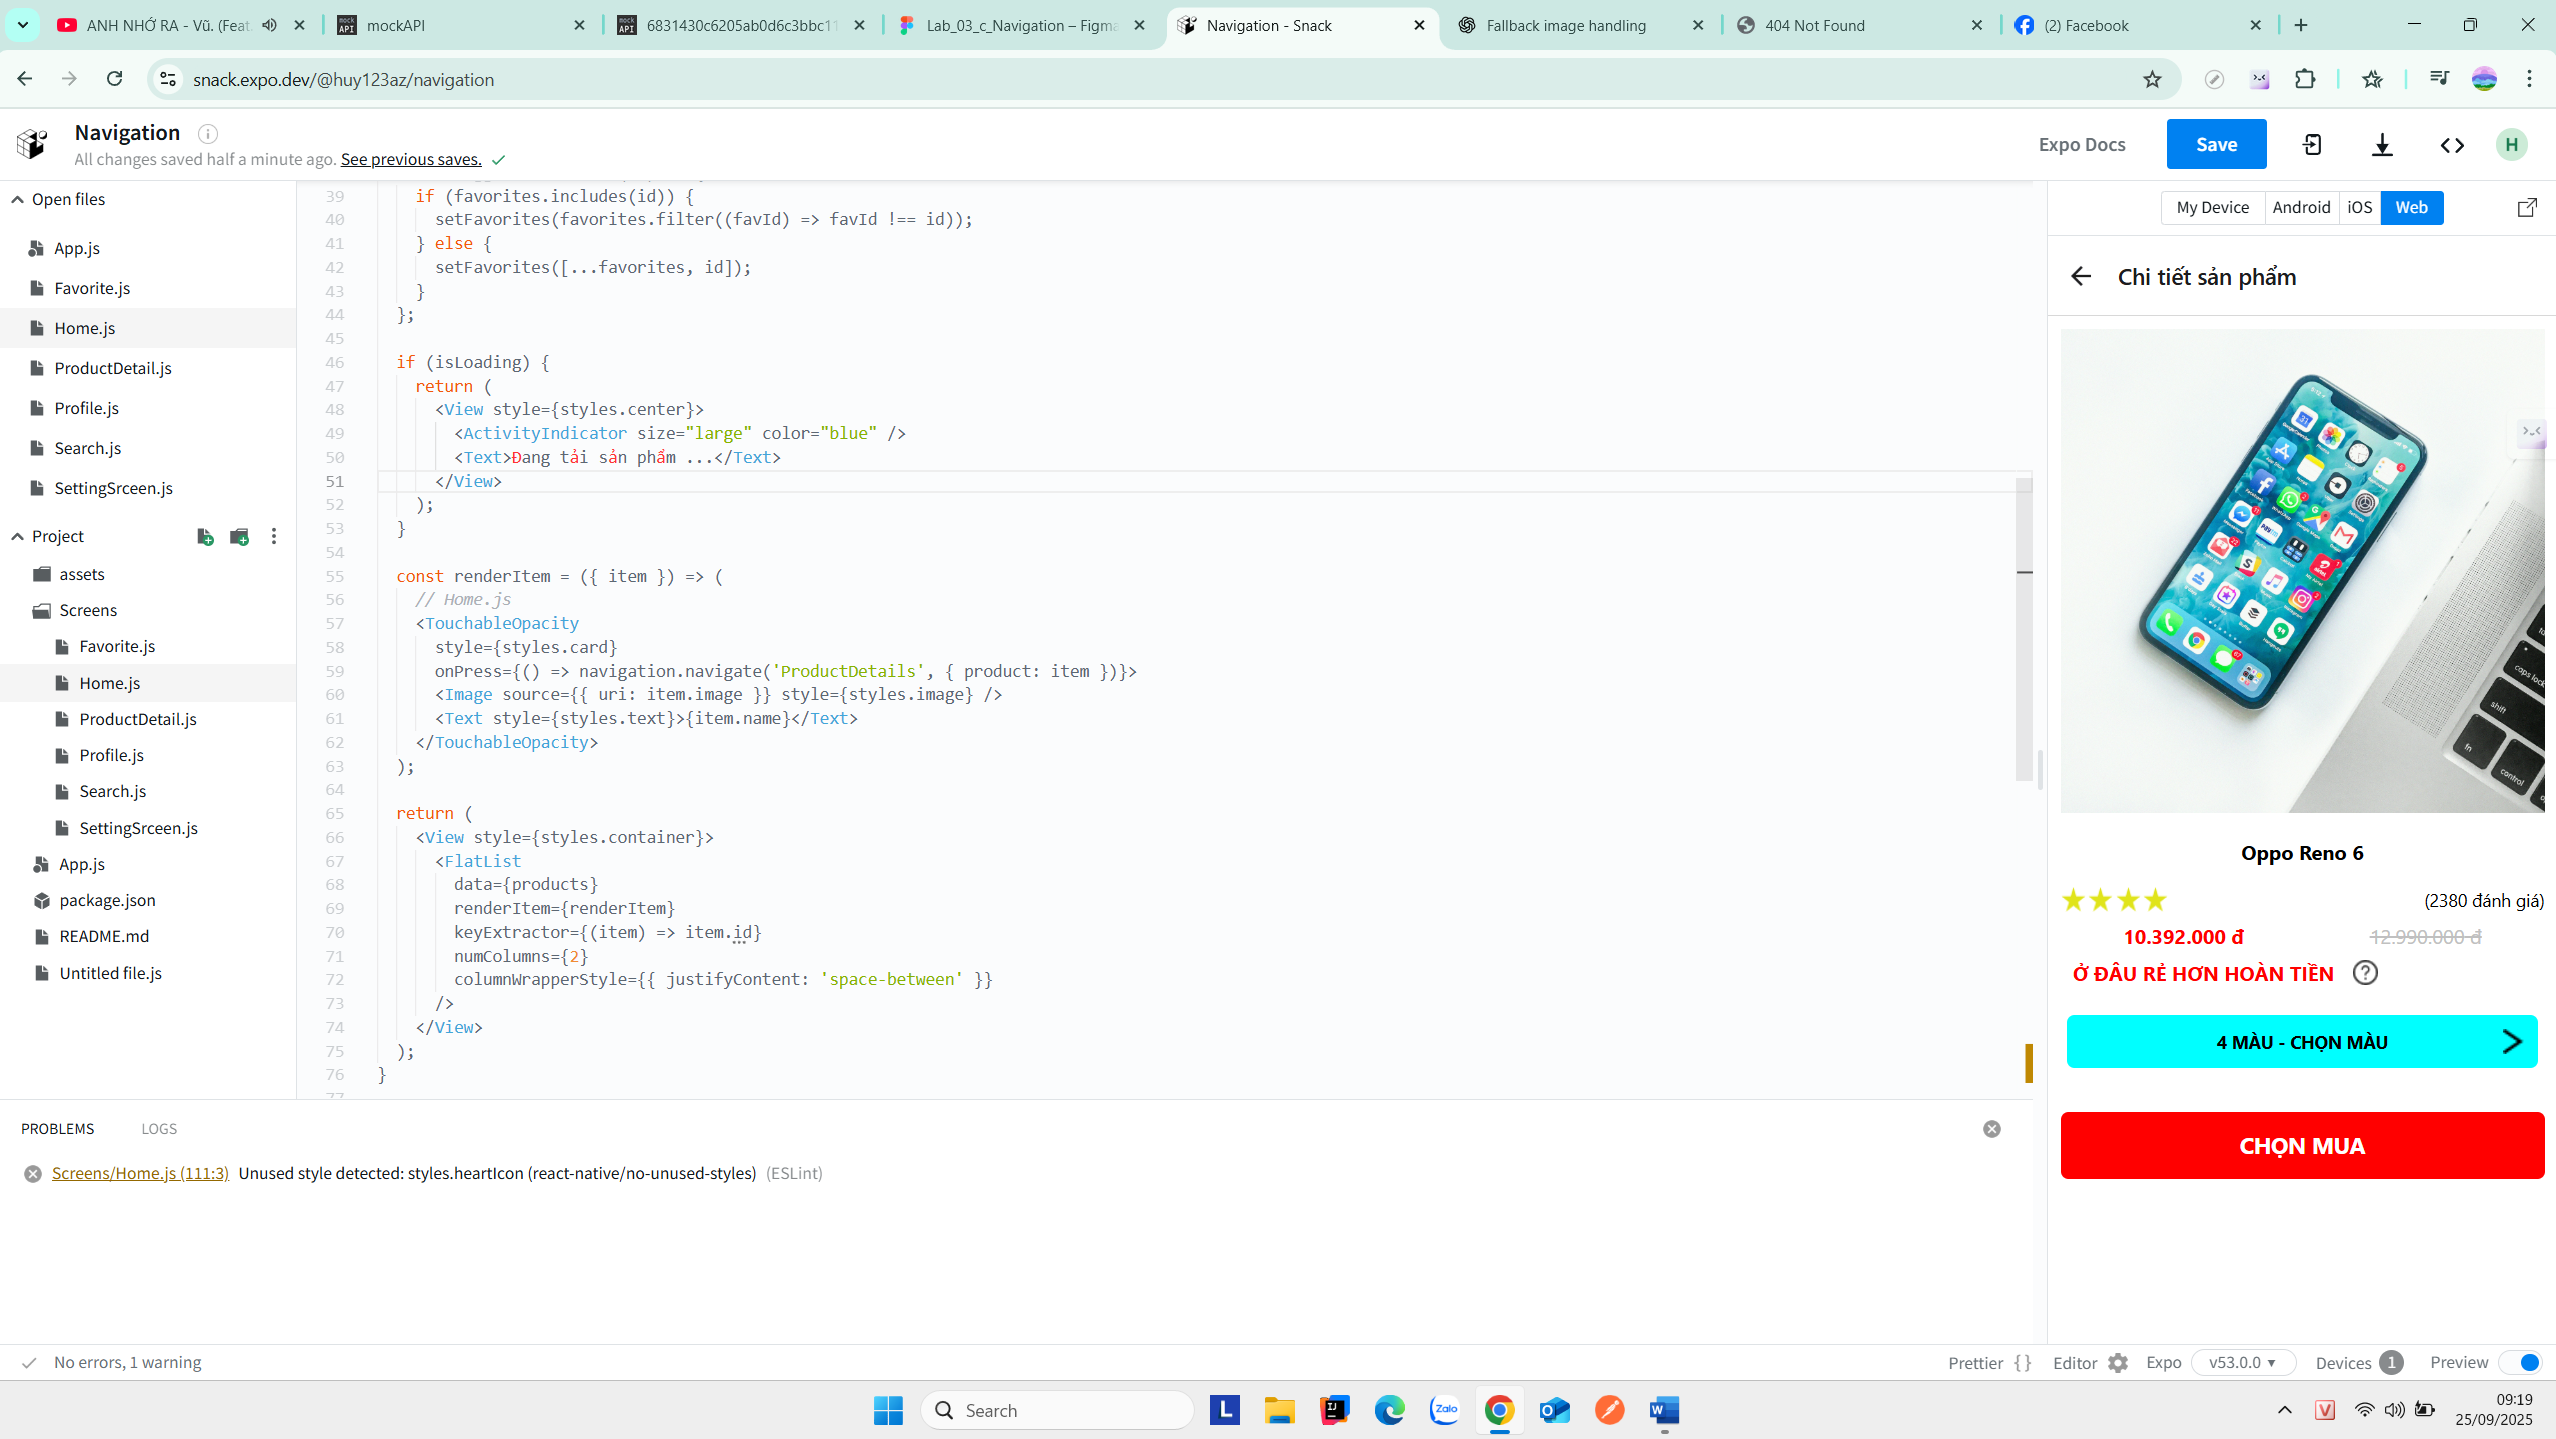 ANH NHỚ RA - Vũ. (Feat.
mockAPI
6831430c6205ab0d6c3bbc11
Lab_03_c_Navigation – Figma
Navigation - Snack
Fallback image handling
404 Not Found
(2) Facebook
snack.expo.dev/@huy123az/navigation
Navigation
All changes saved half a minute ago. See previous saves.
Expo Docs
Save
H
Open files
App.js
Favorite.js
Home.js
ProductDetail.js
Profile.js
Search.js
SettingSrceen.js
Project
assets
Screens
Favorite.js
Home.js
ProductDetail.js
Profile.js
Search.js
SettingSrceen.js
App.js
package.json
README.md
Untitled file.js
39 if (favorites.includes(id)) {
40 setFavorites(favorites.filter((favId) => favId !== id));
41 } else {
42 setFavorites([...favorites, id]);
43 }
44 };
45
46 if (isLoading) {
47 return (
48 <View style={styles.center}>
49 <ActivityIndicator size="large" color="blue" />
50 <Text>Đang tải sản phẩm ...</Text>
51 </View>
52 );
53 }
54
55 const renderItem = ({ item }) => (
56 // Home.js
57 <TouchableOpacity
58 style={styles.card}
59 onPress={() => navigation.navigate('ProductDetails', { product: item })}>
60 <Image source={{ uri: item.image }} style={styles.image} />
61 <Text style={styles.text}>{item.name}</Text>
62 </TouchableOpacity>
63 );
64
65 return (
66 <View style={styles.container}>
67 <FlatList
68 data={products}
69 renderItem={renderItem}
70 keyExtractor={(item) => item.id}
71 numColumns={2}
72 columnWrapperStyle={{ justifyContent: 'space-between' }}
73 />
74 </View>
75 );
76 }
77
PROBLEMS
LOGS
Screens/Home.js (111:3) Unused style detected: styles.heartIcon (react-native/no-unused-styles) (ESLint)
My Device
Android
iOS
Web
Chi tiết sản phẩm
shift
fn
control
caps lock
Oppo Reno 6
(2380 đánh giá)
10.392.000 đ
12.990.000 đ
Ở ĐÂU RẺ HƠN HOÀN TIỀN
4 MÀU - CHỌN MÀU
CHỌN MUA
No errors, 1 warning
Prettier {}
Editor
Expo
v53.0.0
Devices 1
Preview
Search
L
IJ
Zalo
V
09:19
25/09/2025